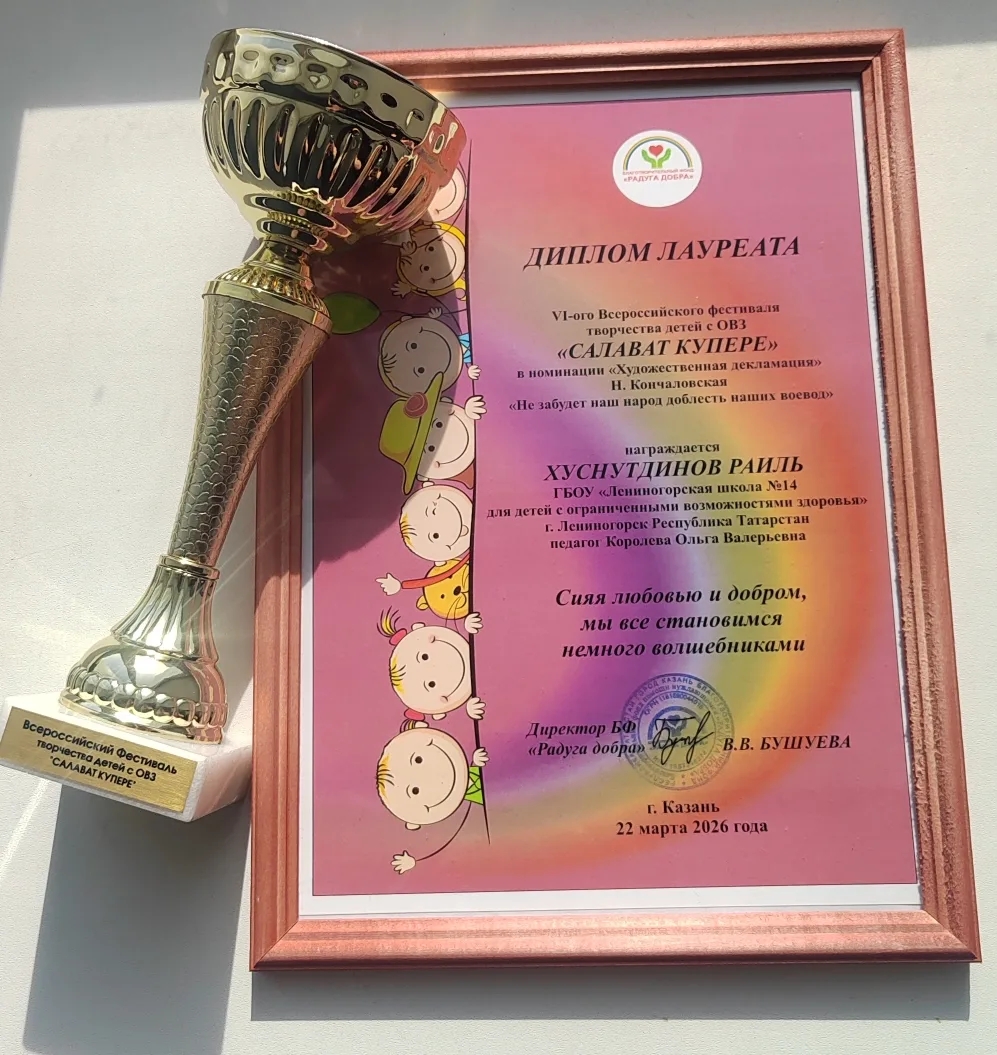 БЛАГОТВОРИТЕЛЬНЫЙ ФОНД
«РАДУГА ДОБРА»
ДИПЛОМ ЛАУРЕАТА
VI-ого Всероссийского фестиваля
творчества детей с ОВЗ
«САЛАВАТ КУПЕРЕ»
в номинации «Художественная декламация»
Н. Кончаловская
«Не забудет наш народ доблесть наших воевод»
награждается
ХУСНУТДИНОВ РАИЛЬ
ГБОУ «Лениногорская школа №14
для детей с ограниченными возможностями здоровья»
г. Лениногорск Республика Татарстан
педагог Королева Ольга Валерьевна
Сияя любовью и добром,
мы все становимся
немного волшебниками
Директор БФ
«Радуга добра»
В.В. БУШУЕВА
г. Казань
22 марта 2026 года
Всероссийский Фестиваль
творчества детей с ОВЗ
"САЛАВАТ КУПЕРЕ"